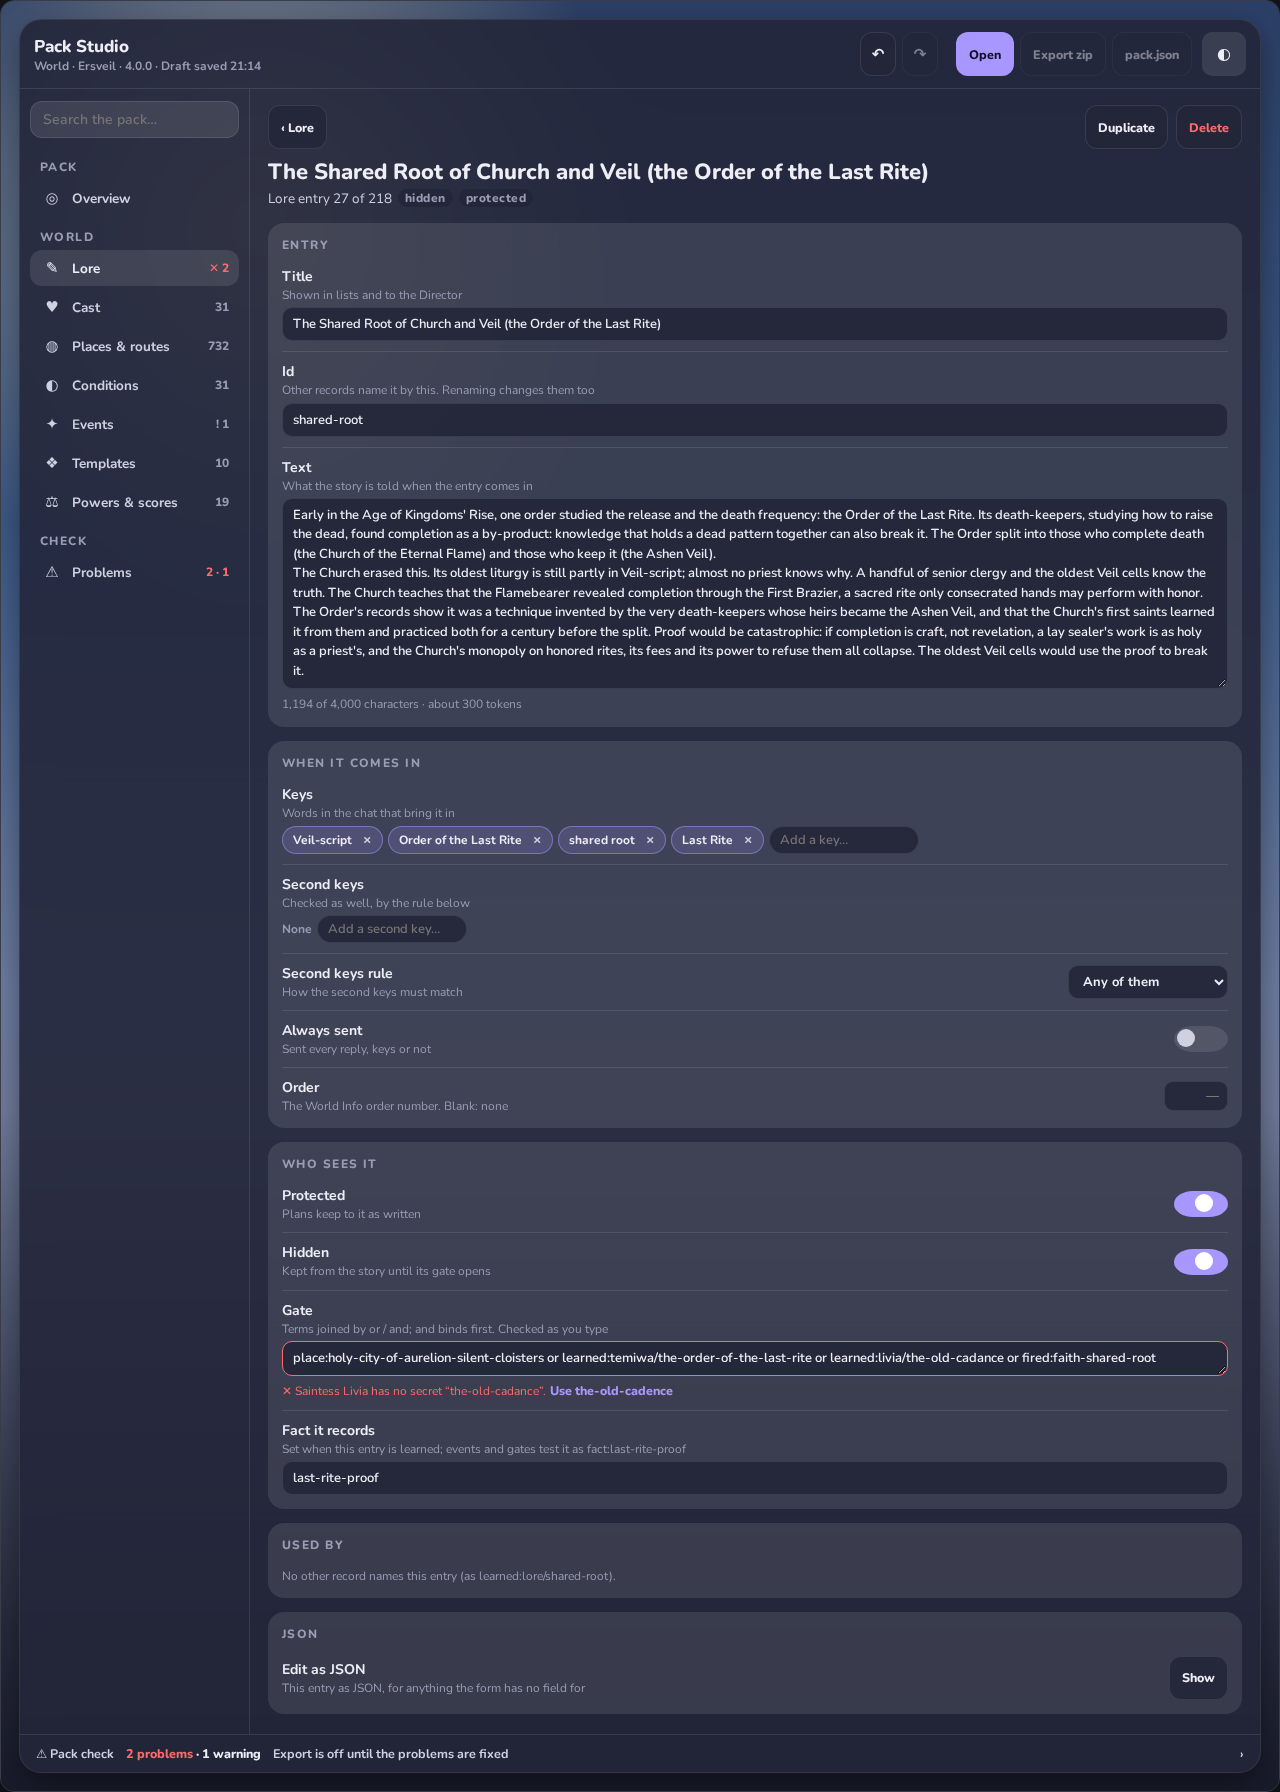 Pack Studio
World · Ersveil · 4.0.0 · Draft saved 21:14
↶
↷
Open
Export zip
pack.json
◐
Search the pack…
PACK
◎ Overview
WORLD
✎ Lore ✕ 2
♥ Cast 31
◍ Places & routes 732
◐ Conditions 31
✦ Events ! 1
❖ Templates 10
⚖ Powers & scores 19
CHECK
⚠ Problems 2 · 1
‹ Lore
Duplicate
Delete
The Shared Root of Church and Veil (the Order of the Last Rite)
Lore entry 27 of 218 hidden protected
ENTRY
Title
Shown in lists and to the Director
The Shared Root of Church and Veil (the Order of the Last Rite)
Id
Other records name it by this. Renaming changes them too
shared-root
Text
What the story is told when the entry comes in
Early in the Age of Kingdoms' Rise, one order studied the release and the death frequency: the Order of the Last Rite. Its death-keepers, studying how to raise
the dead, found completion as a by-product: knowledge that holds a dead pattern together can also break it. The Order split into those who complete death
(the Church of the Eternal Flame) and those who keep it (the Ashen Veil).
The Church erased this. Its oldest liturgy is still partly in Veil-script; almost no priest knows why. A handful of senior clergy and the oldest Veil cells know the
truth. The Church teaches that the Flamebearer revealed completion through the First Brazier, a sacred rite only consecrated hands may perform with honor.
The Order's records show it was a technique invented by the very death-keepers whose heirs became the Ashen Veil, and that the Church's first saints learned
it from them and practiced both for a century before the split. Proof would be catastrophic: if completion is craft, not revelation, a lay sealer's work is as holy
as a priest's, and the Church's monopoly on honored rites, its fees and its power to refuse them all collapse. The oldest Veil cells would use the proof to break
it.
1,194 of 4,000 characters · about 300 tokens
WHEN IT COMES IN
Keys
Words in the chat that bring it in
Veil-script ✕ Order of the Last Rite ✕ shared root ✕ Last Rite ✕ Add a key…
Second keys
Checked as well, by the rule below
None Add a second key…
Second keys rule
How the second keys must match
Any of them
Always sent
Sent every reply, keys or not
Order
The World Info order number. Blank: none
—
WHO SEES IT
Protected
Plans keep to it as written
Hidden
Kept from the story until its gate opens
Gate
Terms joined by or / and; and binds first. Checked as you type
place:holy-city-of-aurelion-silent-cloisters or learned:temiwa/the-order-of-the-last-rite or learned:livia/the-old-cadance or fired:faith-shared-root
✕ Saintess Livia has no secret “the-old-cadance”. Use the-old-cadence
Fact it records
Set when this entry is learned; events and gates test it as fact:last-rite-proof
last-rite-proof
USED BY
No other record names this entry (as learned:lore/shared-root).
JSON
Edit as JSON
This entry as JSON, for anything the form has no field for
Show
⚠ Pack check 2 problems · 1 warning Export is off until the problems are fixed ›